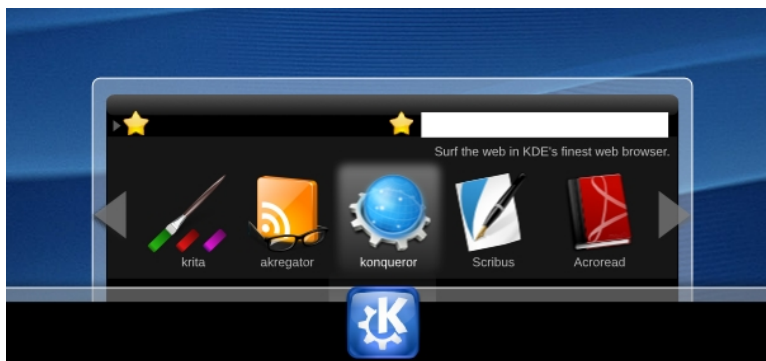 Surf the web in KDE's finest web browser.
krita akregator konqueror Scribus Acroread
K